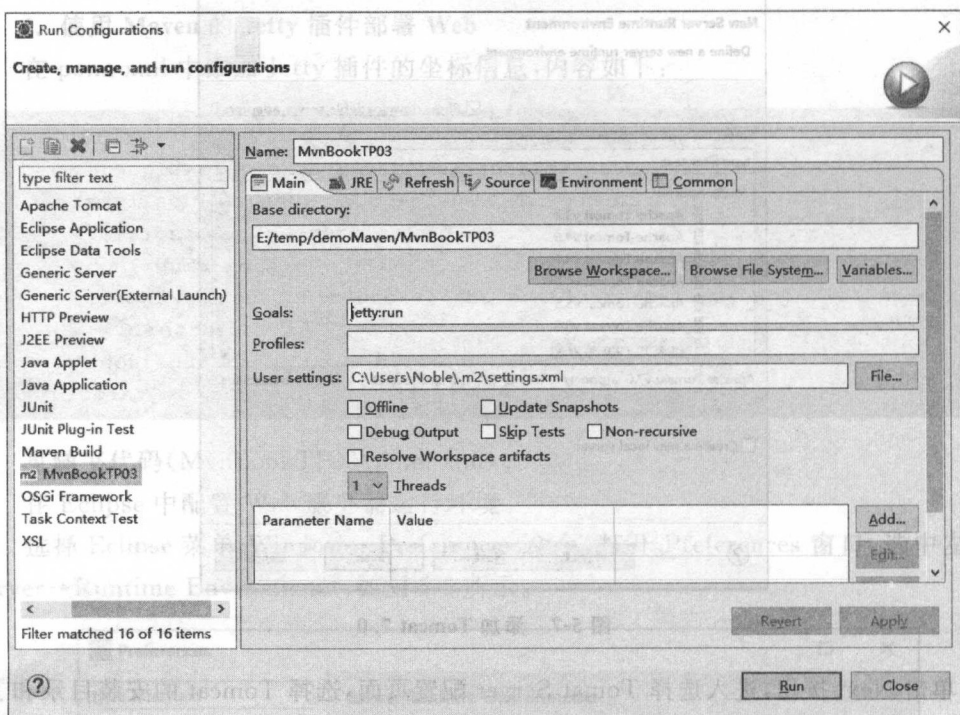 Run Configurations
Create, manage, and run configurations
type filter text
Apache Tomcat
Eclipse Application
Eclipse Data Tools
Generic Server
Generic Server(External Launch)
HTTP Preview
J2EE Preview
Java Applet
Java Application
JUnit
JUnit Plug-in Test
Maven Build
m2 MvnBookTP03
OSGi Framework
Task Context Test
XSL
Filter matched 16 of 16 items
Name: MvnBookTP03
Main JRE Refresh Source Environment Common
Base directory:
E:/temp/demoMaven/MvnBookTP03
Browse Workspace... Browse File System... Variables...
Goals: jetty:run
Profiles:
User settings: C:\Users\Noble\.m2\settings.xml File...
Offline Update Snapshots
Debug Output Skip Tests Non-recursive
Resolve Workspace artifacts
1 Threads
Parameter Name Value
Add...
Edit...
Revert Apply
Run Close